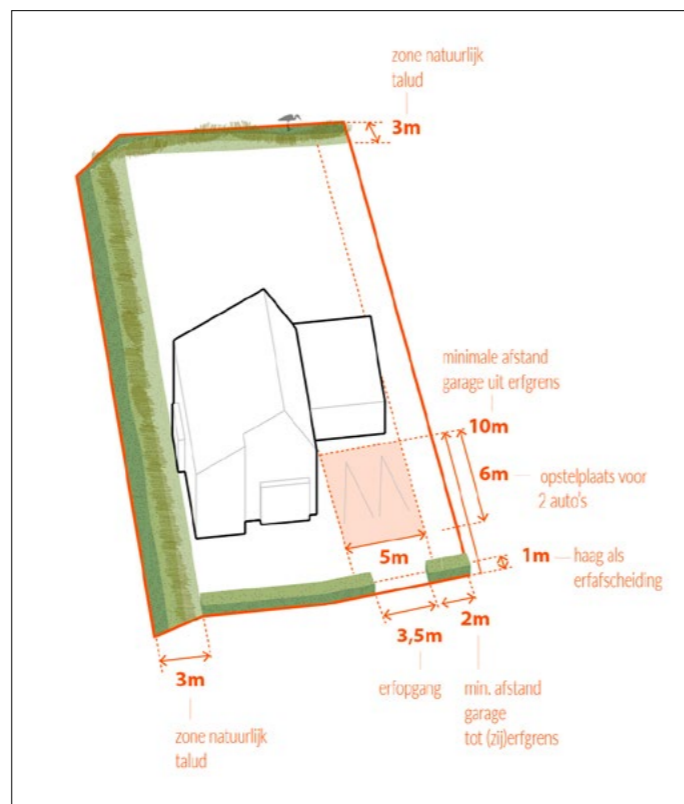 zone natuurlijk
talud
3m
minimale afstand
garage uit erfgrens
10m
6m
opstelplaats voor
2 auto's
5m
1m
haag als
erfafscheiding
2m
3,5m
3m
erfopgang
min. afstand
garage
tot (zij)erfgrens
zone natuurlijk
talud